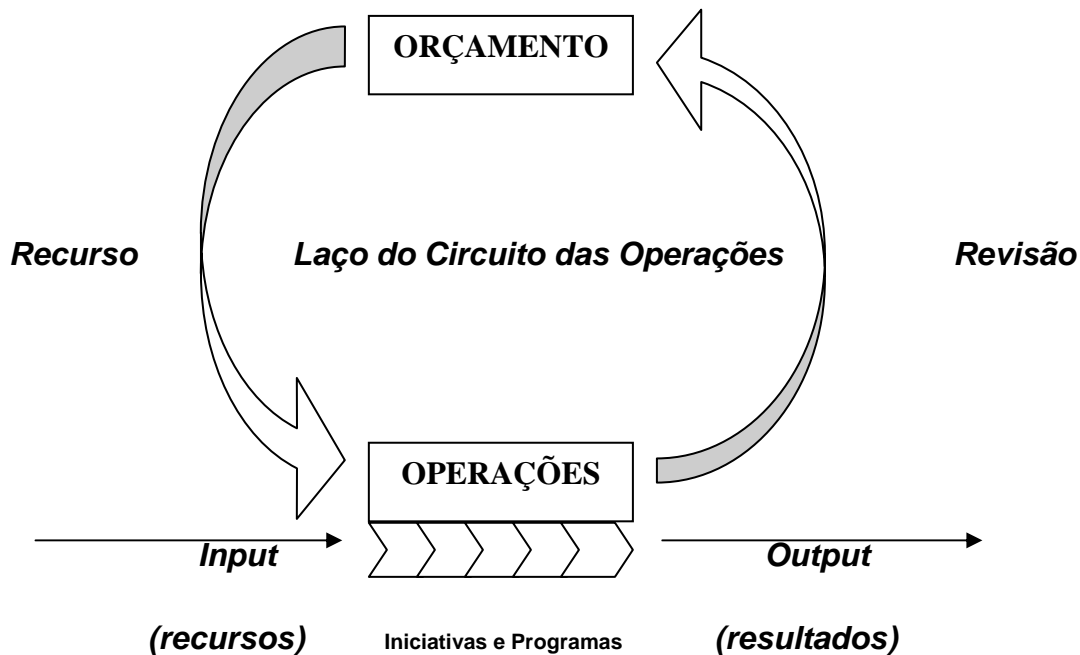 ORÇAMENTO
Recurso
Laço do Circuito das Operações
Revisão
OPERAÇÕES
Input
Output
(recursos)
Iniciativas e Programas
(resultados)